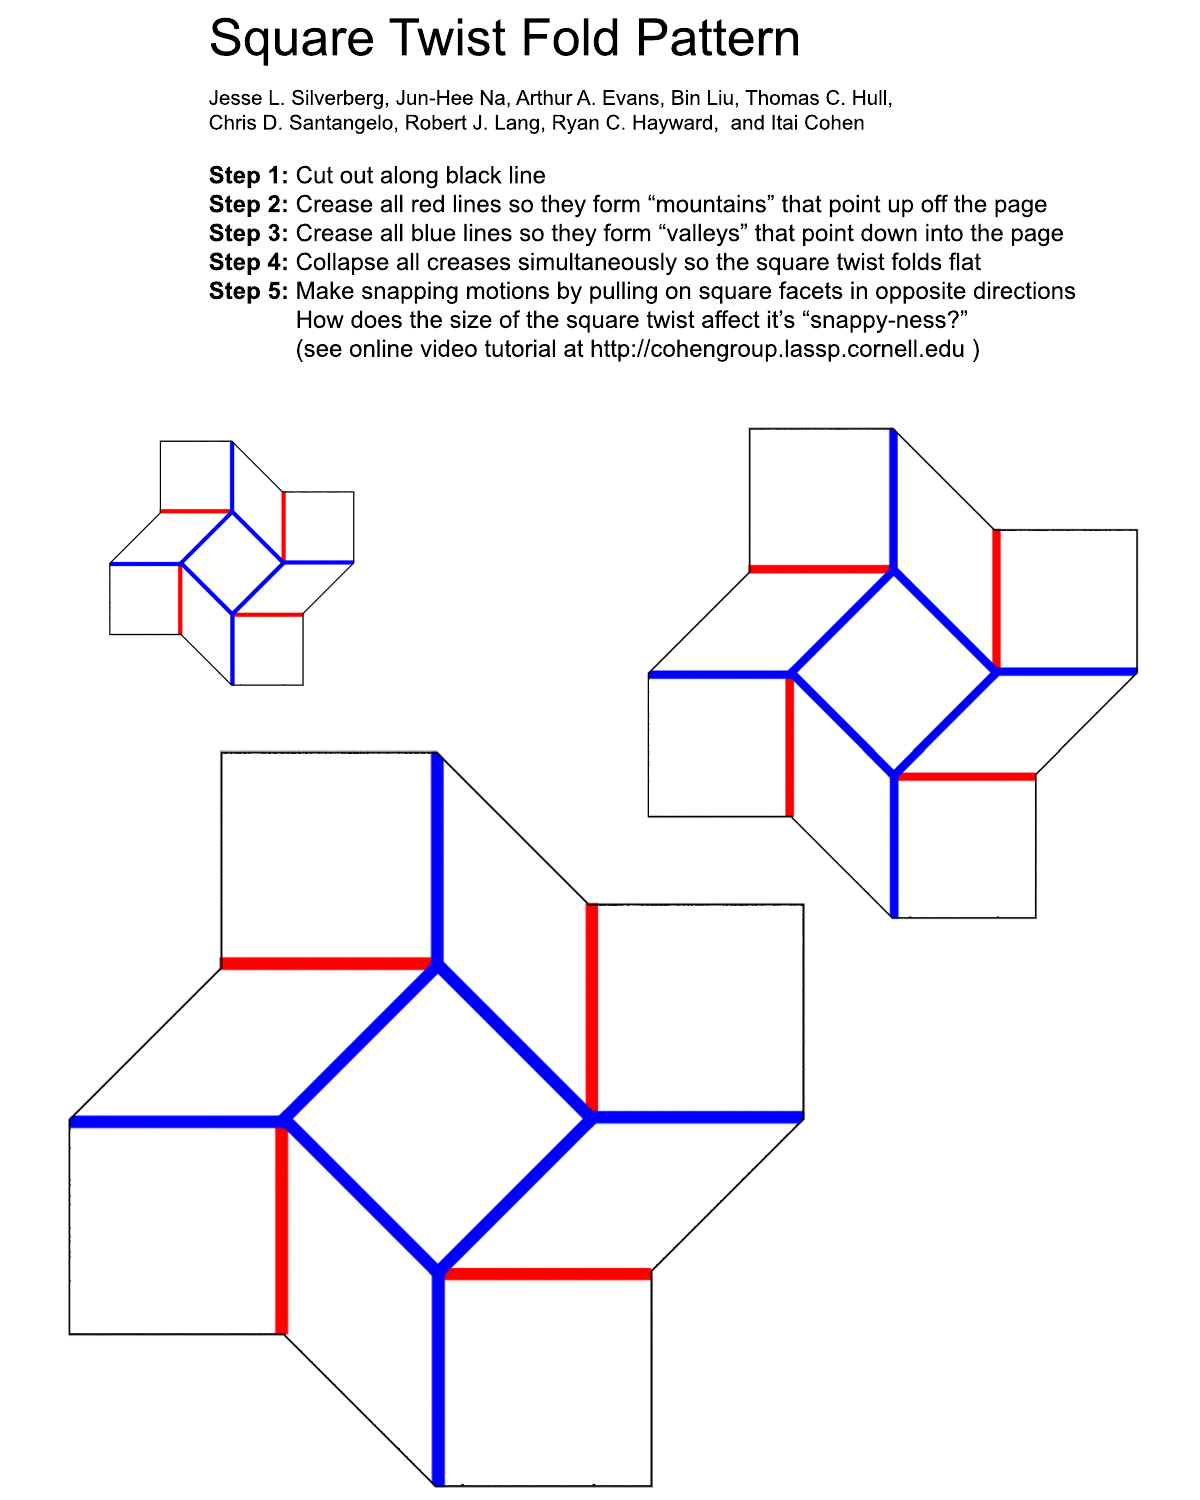 Square Twist Fold Pattern
Jesse L. Silverberg, Jun-Hee Na, Arthur A. Evans, Bin Liu, Thomas C. Hull,
Chris D. Santangelo, Robert J. Lang, Ryan C. Hayward,  and Itai Cohen
Step 1: Cut out along black line
Step 2: Crease all red lines so they form “mountains” that point up off the page
Step 3: Crease all blue lines so they form “valleys” that point down into the page
Step 4: Collapse all creases simultaneously so the square twist folds flat
Step 5: Make snapping motions by pulling on square facets in opposite directions
How does the size of the square twist affect it’s “snappy-ness?”
(see online video tutorial at http://cohengroup.lassp.cornell.edu )